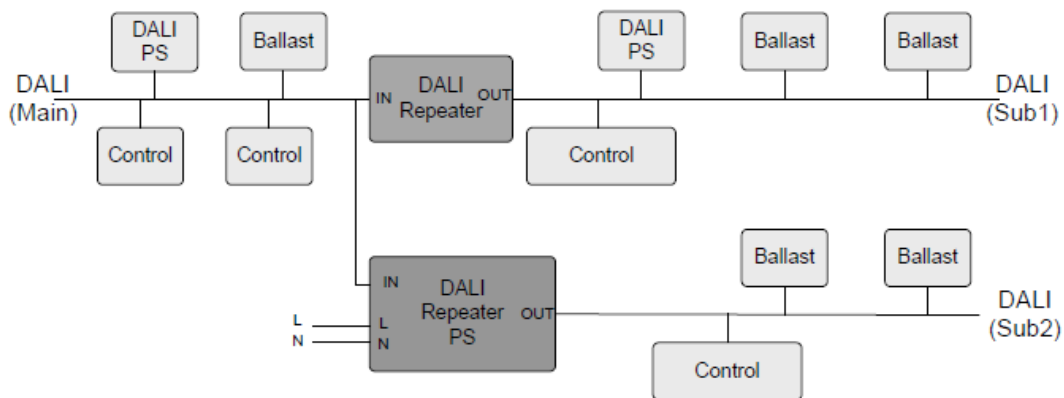 DALI
PS
Ballast
DALI
PS
Ballast
Ballast
DALI
(Main)
IN
DALI
Repeater
OUT
DALI
(Sub1)
Control
Control
Control
Ballast
Ballast
IN
DALI
Repeater
PS
OUT
L
N
L
N
DALI
(Sub2)
Control